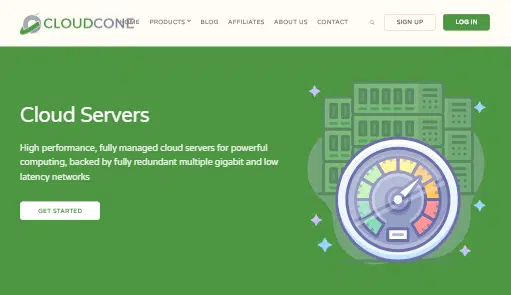 CLOUDCONE
HOME PRODUCTS BLOG AFFILIATES ABOUT US CONTACT SIGN UP LOG IN
Cloud Servers
High performance, fully managed cloud servers for powerful
computing, backed by fully redundant multiple gigabit and low
latency networks
GET STARTED